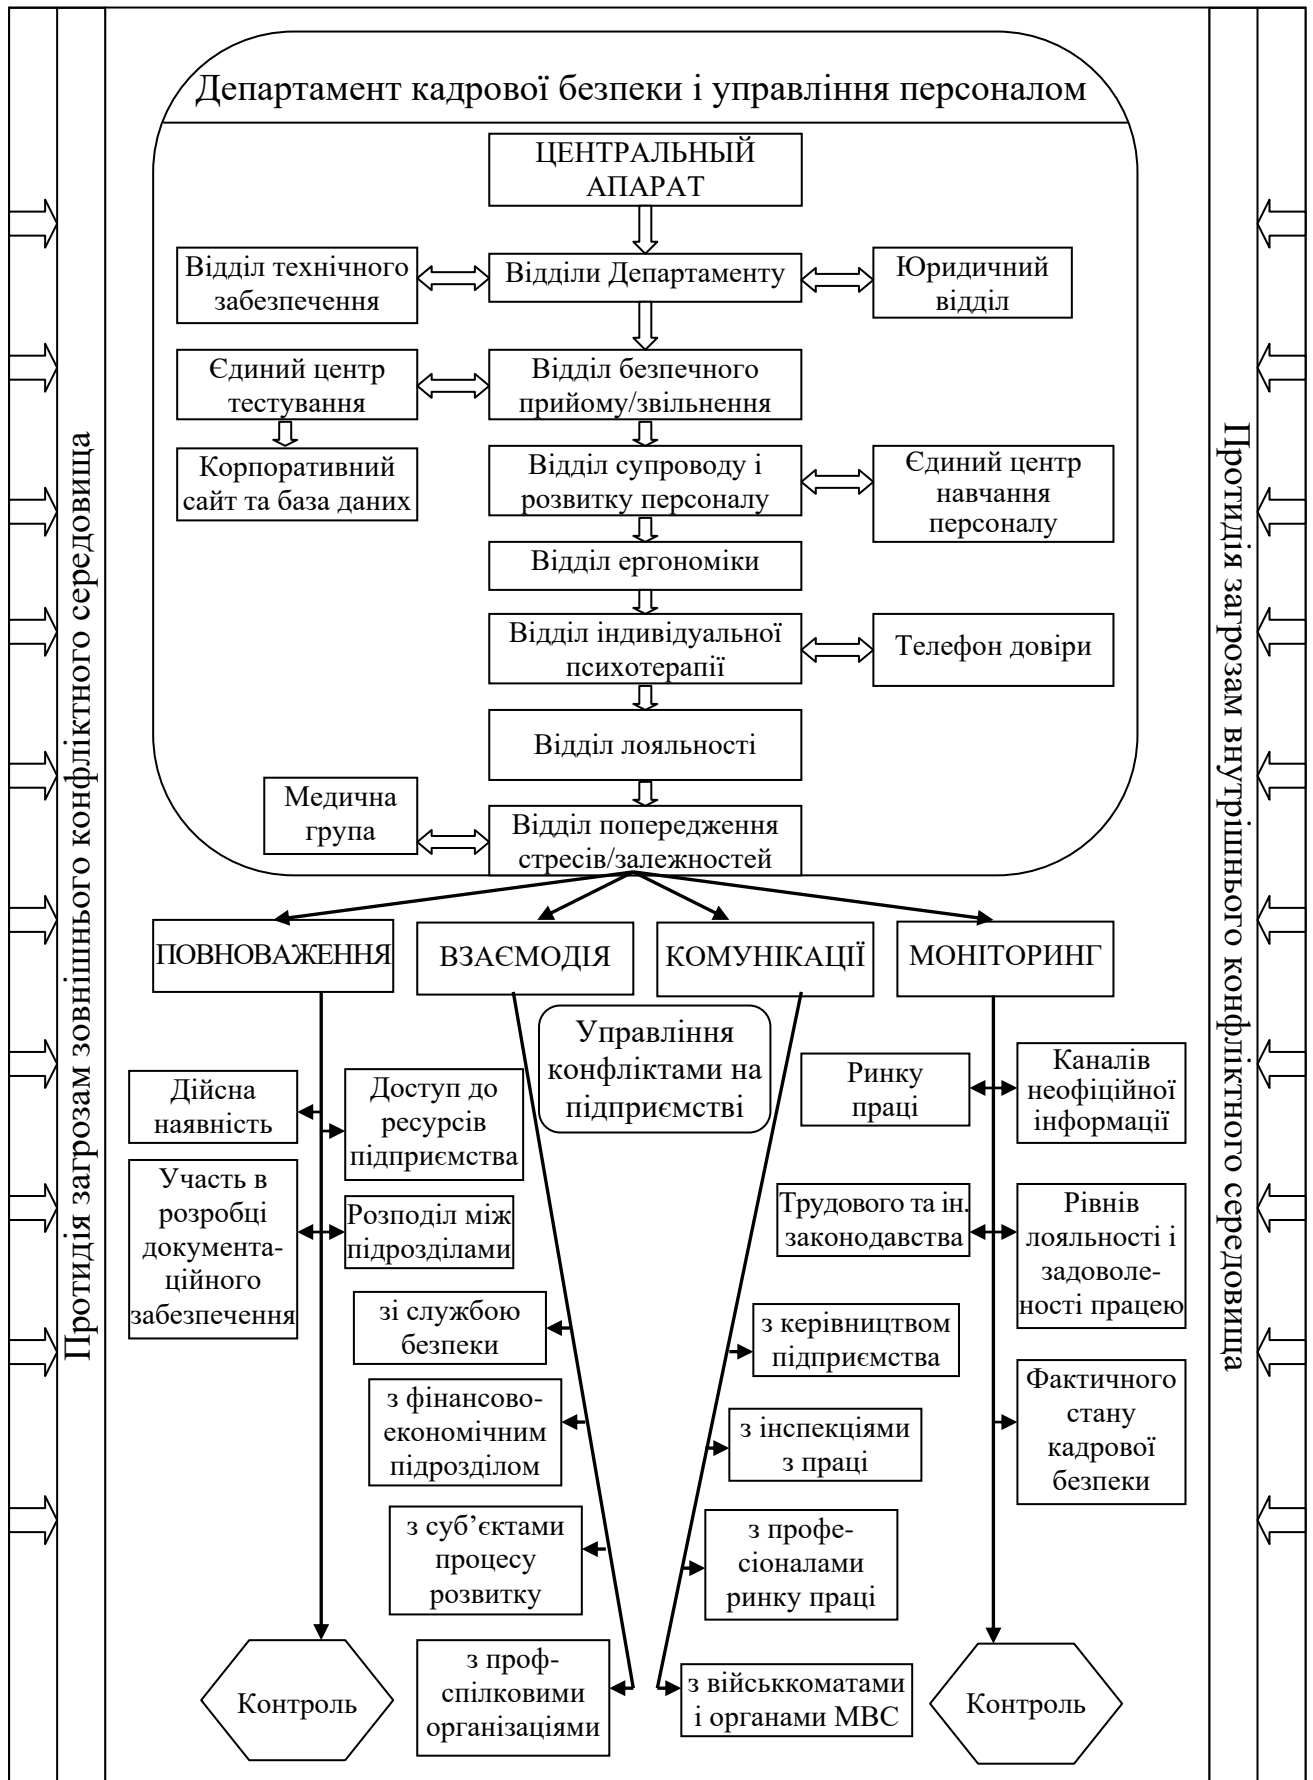 Департамент кадрової безпеки і управління персоналом
ЦЕНТРАЛЬНЫЙ
АПАРАТ
Відділ технічного
забезпечення
Відділи Департаменту
Юридичний
відділ
Єдиний центр
тестування
Відділ безпечного
прийому/звільнення
Корпоративний
сайт та база даних
Відділ супроводу і
розвитку персоналу
Єдиний центр
навчання
персоналу
Відділ ергономіки
Відділ індивідуальної
психотерапії
Телефон довіри
Відділ лояльності
Медична
група
Відділ попередження
стресів/залежностей
Протидія загрозам зовнішнього конфліктного середовища
Протидія загрозам внутрішнього конфліктного середовища
ПОВНОВАЖЕННЯ
ВЗАЄМОДІЯ
КОМУНІКАЦІЇ
МОНІТОРИНГ
Управління
конфліктами на
підприємстві
Дійсна
наявність
Доступ до
ресурсів
підприємства
Участь в
розробці
документа-
ційного
забезпечення
Розподіл між
підрозділами
Ринку
праці
Каналів
неофіційної
інформації
Трудового та ін.
законодавства
Рівнів
лояльності і
задоволе-
ності працею
Фактичного
стану
кадрової
безпеки
зі службою
безпеки
з фінансово-
економічним
підрозділом
з суб’єктами
процесу
розвитку
з проф-
спілковими
організаціями
з керівництвом
підприємства
з інспекціями
з праці
з профе-
сіоналами
ринку праці
з військкоматами
і органами МВС
Контроль
Контроль